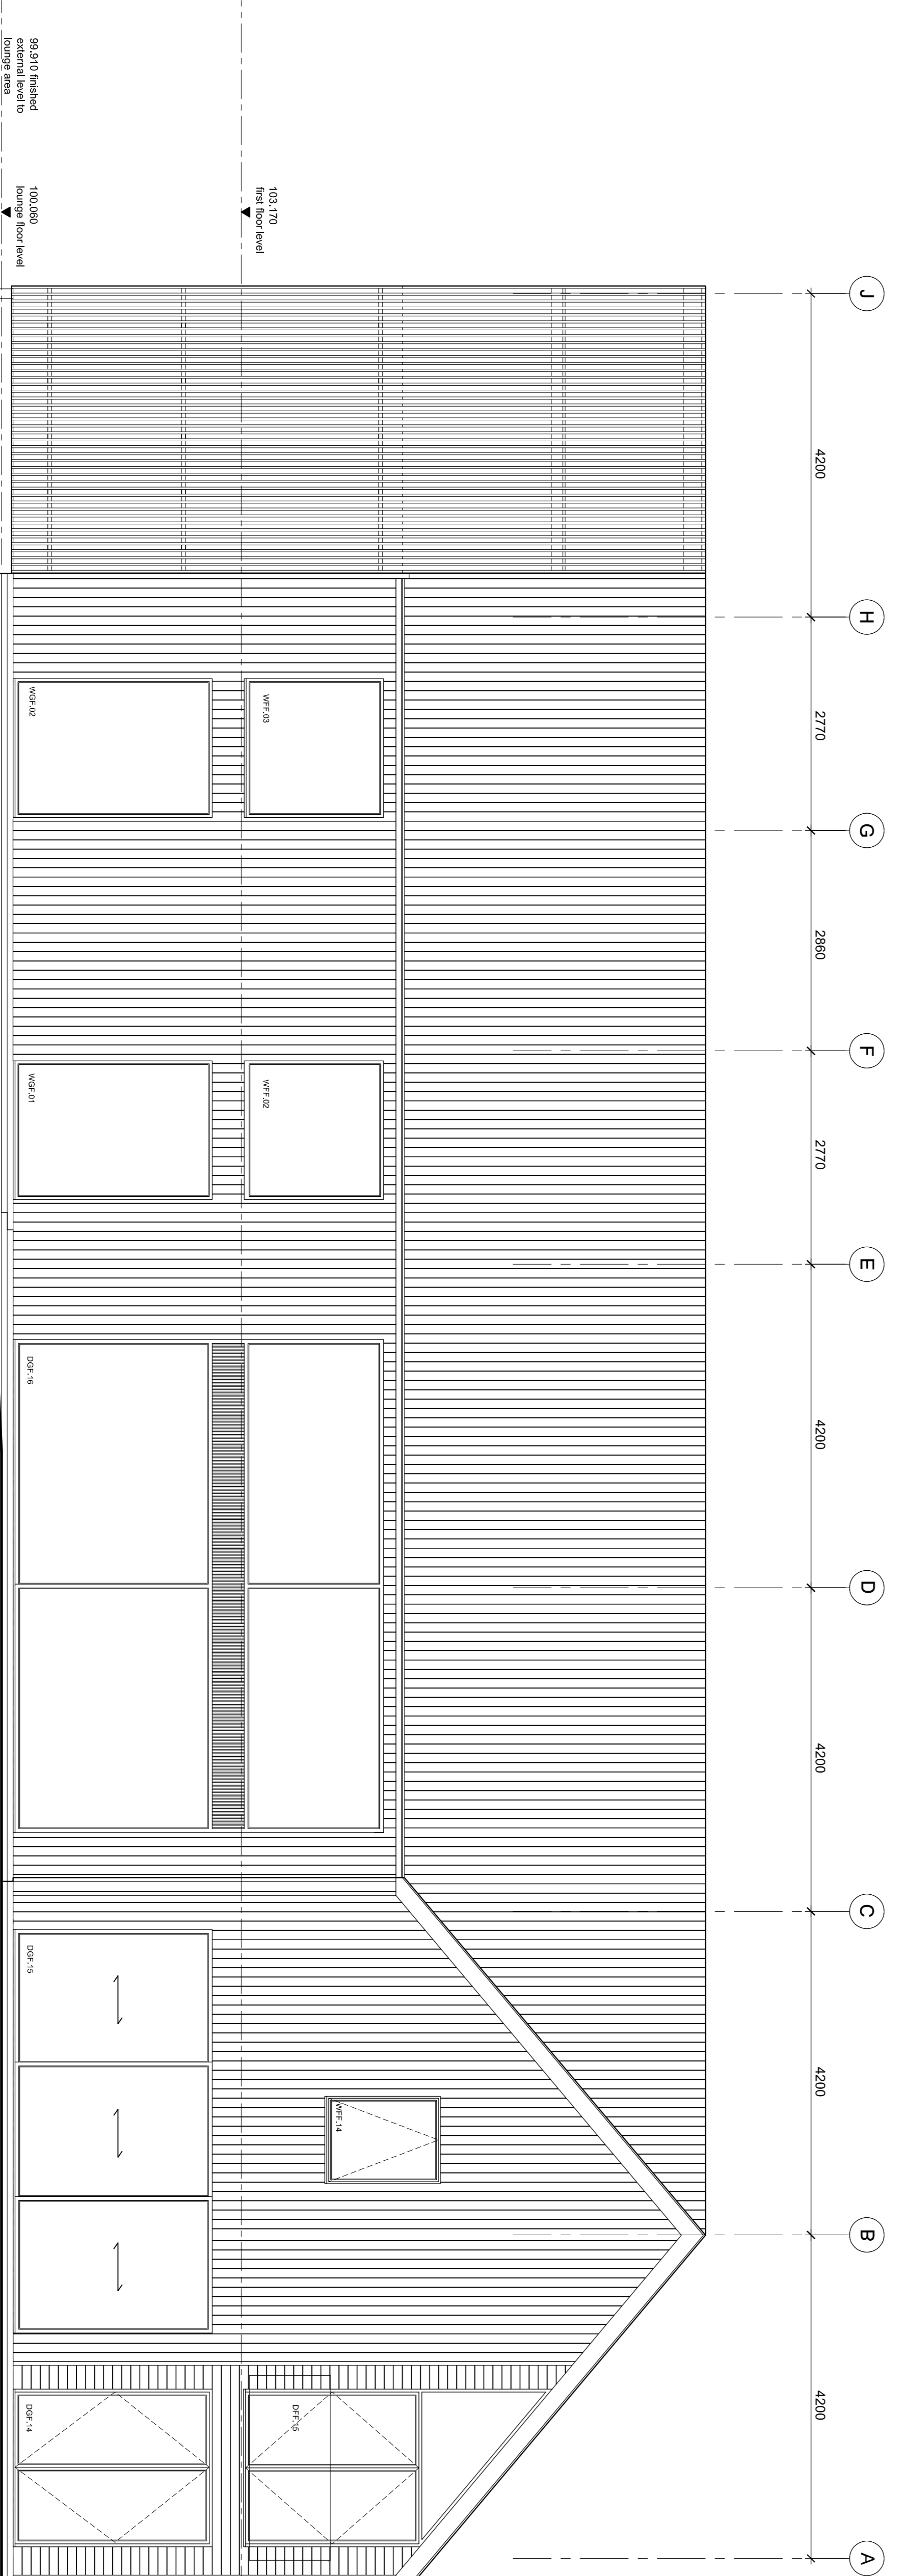 J
H
G
F
E
D
C
B
A
4200
2770
2860
2770
4200
4200
4200
4200
103.170
first floor level
99.910 finished
external level to
lounge area
100.060
lounge floor level
WFF.03
WGF.02
WFF.02
WGF.01
DGF.16
WFF.14
DGF.15
DFF.15
DGF.14